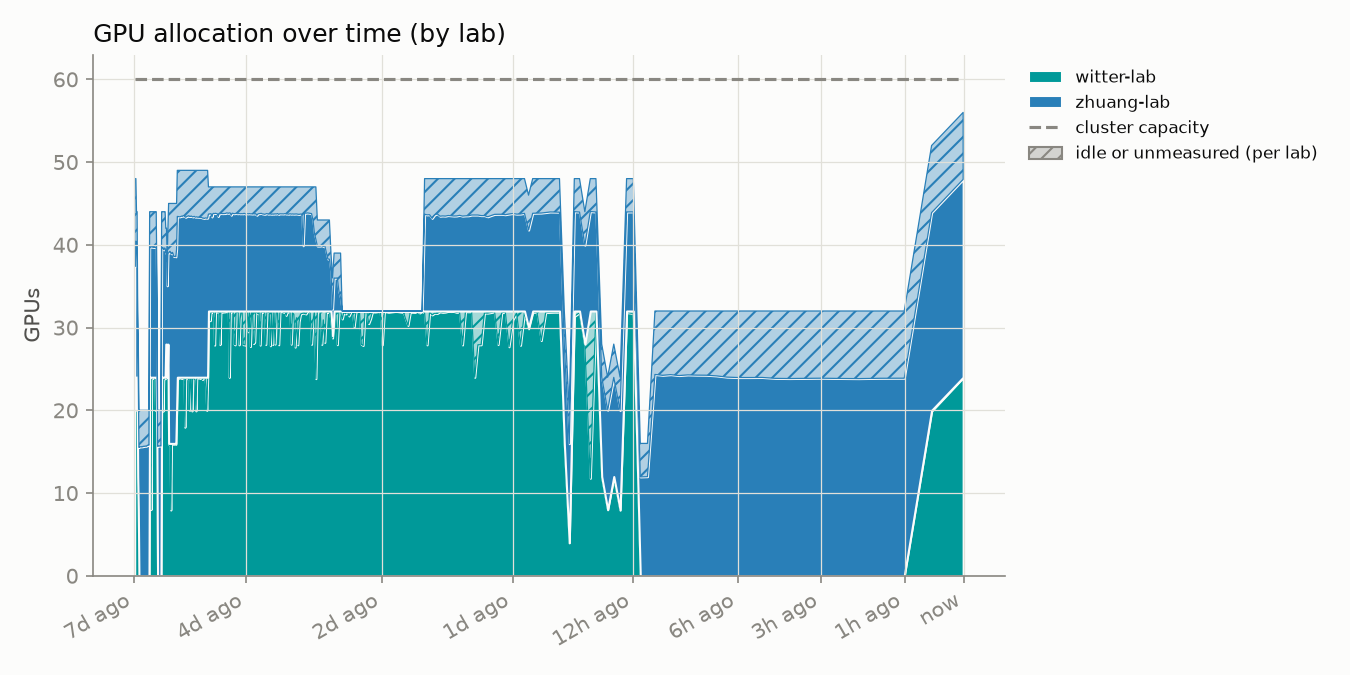 GPU allocation over time (by lab)
GPUs
60
50
40
30
20
10
0
7d ago
4d ago
2d ago
1d ago
12h ago
6h ago
3h ago
1h ago
now
witter-lab
zhuang-lab
cluster capacity
idle or unmeasured (per lab)